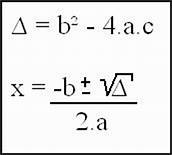 Δ = b² - 4.a.c
x = -b ± √Δ
2.a